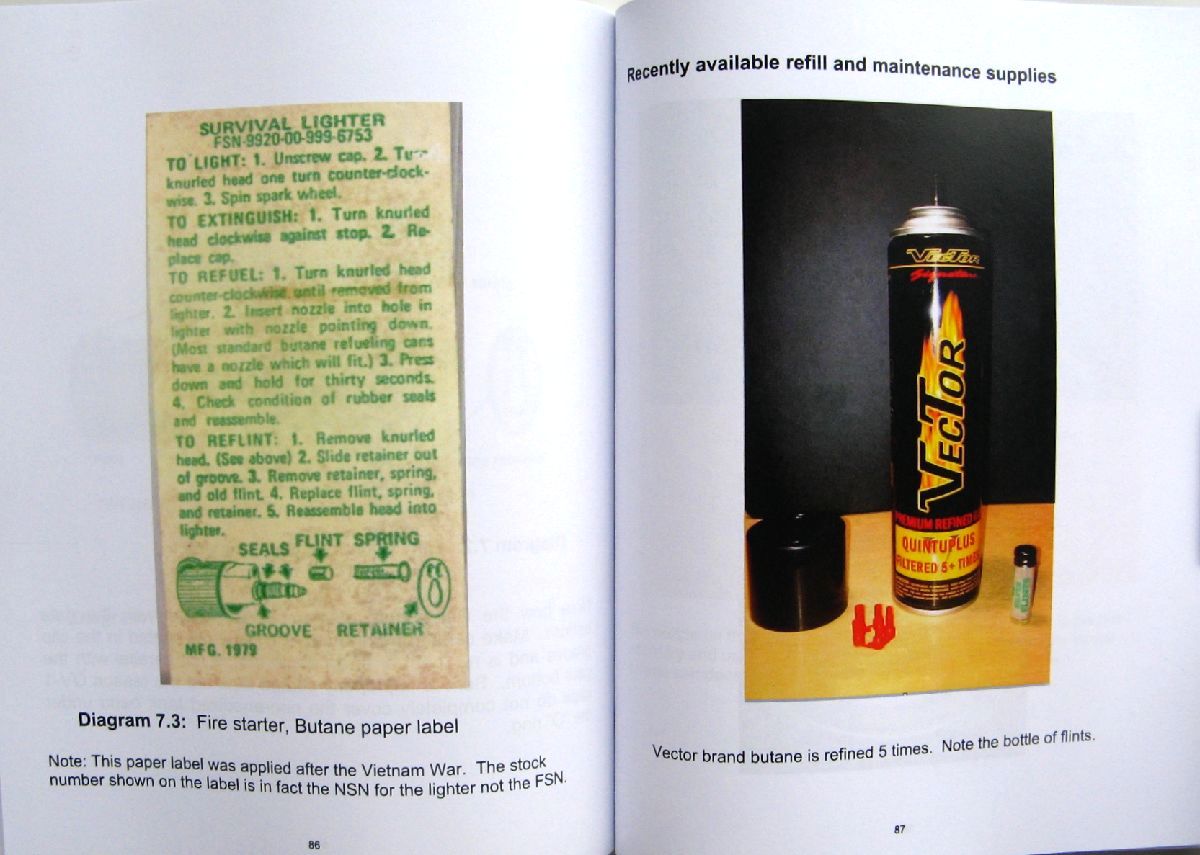 SURVIVAL LIGHTER
FSN-9920-00-999-6753
TO LIGHT: 1. Unscrew cap. 2. Turn
knurled head one turn counter-clock-
wise. 3. Spin spark wheel.
TO EXTINGUISH: 1. Turn knurled
head clockwise against stop. 2. Re-
place cap.
TO REFUEL: 1. Turn knurled head
counter-clockwise until removed from
lighter. 2. Insert nozzle into hole in
lighter with nozzle pointing down.
(Most standard butane refueling cans
have a nozzle which will fit.) 3. Press
down and hold for thirty seconds.
4. Check condition of rubber seals
and reassemble.
TO REFLINT: 1. Remove knurled
head. (See above) 2. Slide retainer out
of groove. 3. Remove retainer, spring,
and old flint. 4. Replace flint, spring,
and retainer. 5. Reassemble head into
lighter.
SEALS FLINT SPRING
GROOVE RETAINER
MFG. 1979
Diagram 7.3: Fire starter, Butane paper label
Note: This paper label was applied after the Vietnam War. The stock
number shown on the label is in fact the NSN for the lighter not the FSN.
86
Recently available refill and maintenance supplies
VECTOR
Signature
VECTOR
PREMIUM REFINED
QUINTUPLUS
FILTERED 5+ TIMES
Vector brand butane is refined 5 times. Note the bottle of flints.
87